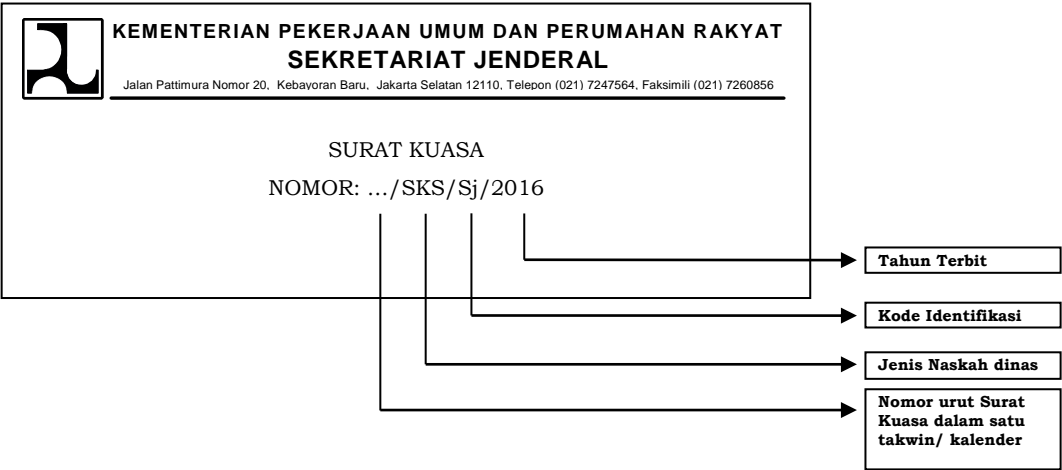 KEMENTERIAN PEKERJAAN UMUM DAN PERUMAHAN RAKYAT
SEKRETARIAT JENDERAL
Jalan Pattimura Nomor 20, Kebayoran Baru, Jakarta Selatan 12110, Telepon (021) 7247564, Faksimili (021) 7260856
SURAT KUASA
NOMOR: .../SKS/Sj/2016
Tahun Terbit
Kode Identifikasi
Jenis Naskah dinas
Nomor urut Surat
Kuasa dalam satu
takwin/ kalender